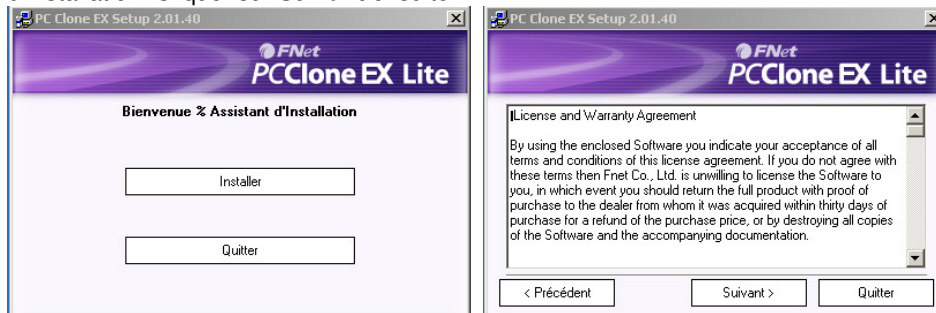 PC Clone EX Setup 2.01.40
FNet
PCClone EX Lite
Bienvenue % Assistant d'Installation
Installer
Quitter
PC Clone EX Setup 2.01.40
FNet
PCClone EX Lite
License and Warranty Agreement
By using the enclosed Software you indicate your acceptance of all
terms and conditions of this license agreement. If you do not agree with
these terms then Fnet Co., Ltd. is unwilling to license the Software to
you, in which event you should return the full product with proof of
purchase to the dealer from whom it was acquired within thirty days of
purchase for a refund of the purchase price, or by destroying all copies
of the Software and the accompanying documentation.
< Précédent
Suivant >
Quitter